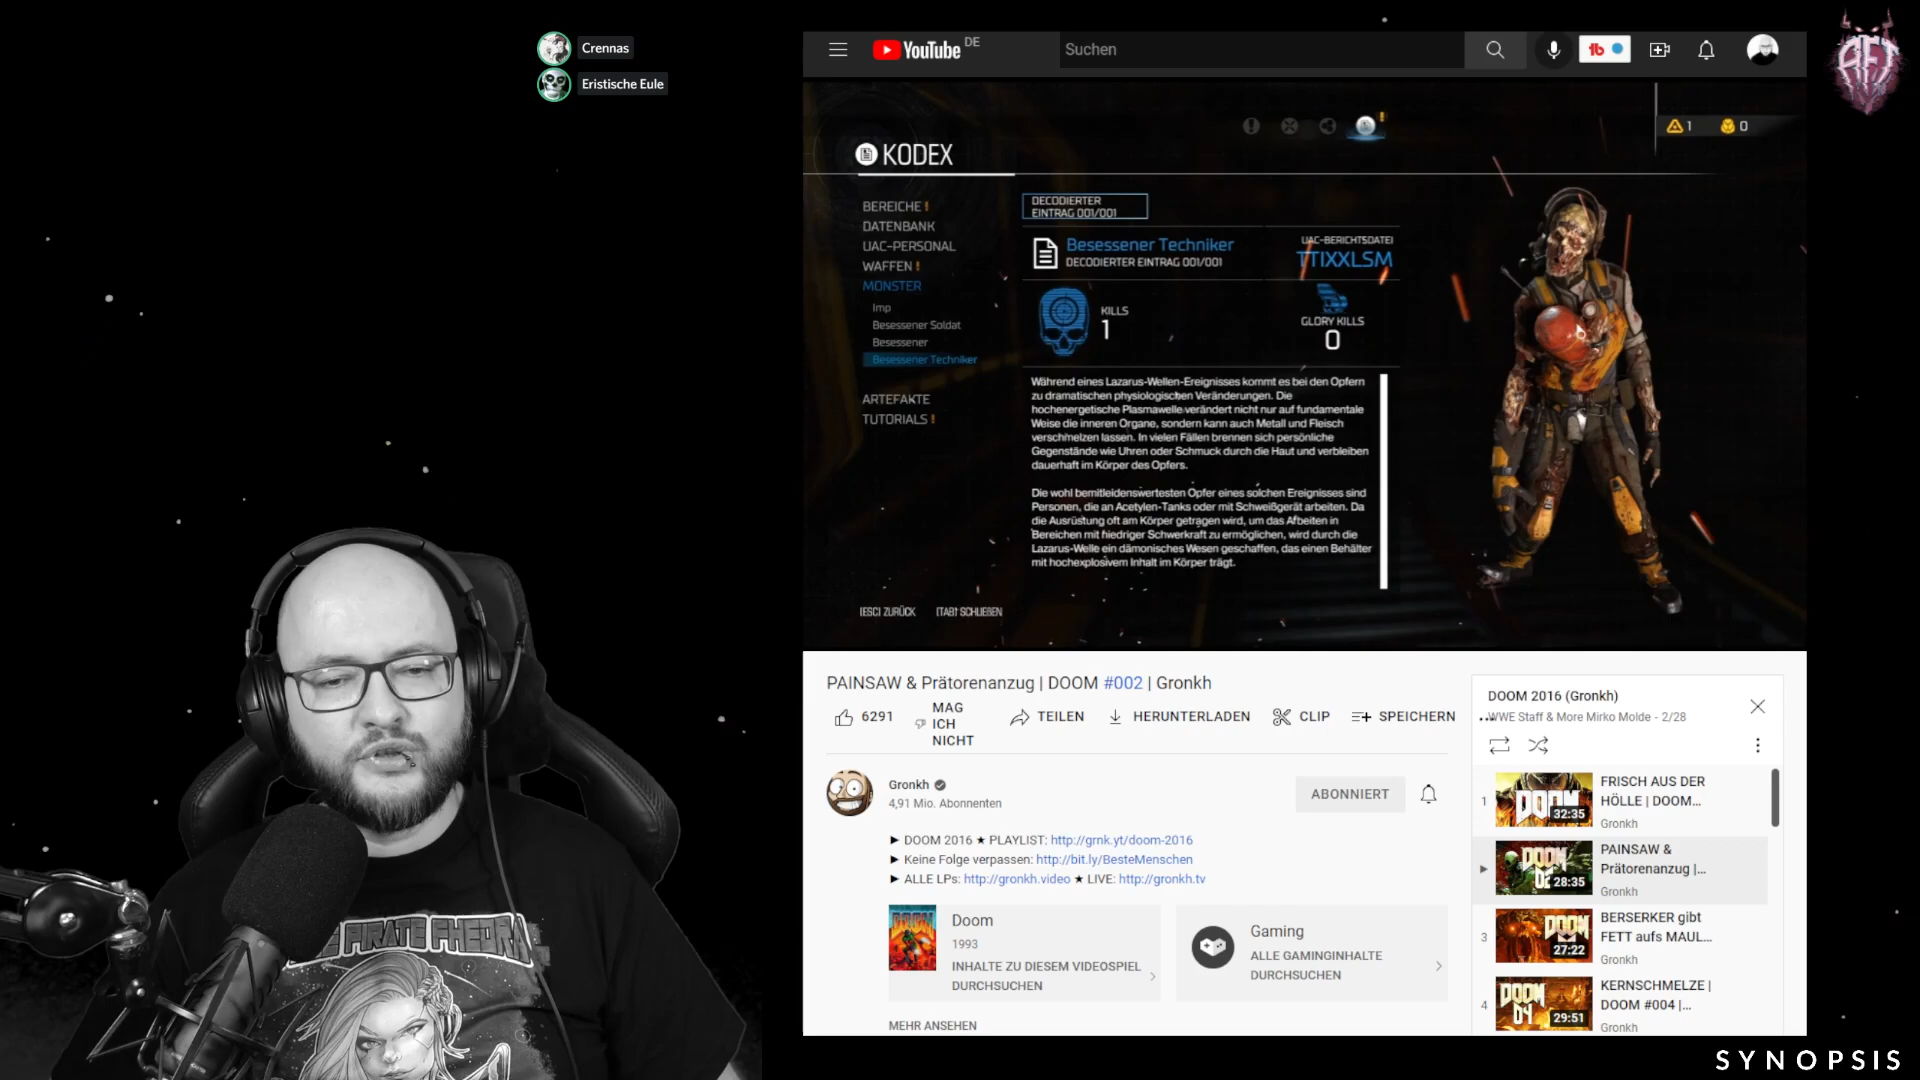 Crennas
Eristische Eule
YouTube DE
Suchen
AFT
1 0
KODEX
BEREICHE !
DATENBANK
UAC-PERSONAL
WAFFEN !
MONSTER
Imp
Besessener Soldat
Besessener
Besessener Techniker
ARTEFAKTE
TUTORIALS !
DECODIERTER
EINTRAG 001/001
Besessener Techniker
DECODIERTER EINTRAG 001/001
UAC-BERICHTSDATEI
TTIXXLSM
KILLS
1
GLORY KILLS
0
Während eines Lazarus-Wellen-Ereignisses kommt es bei den Opfern
zu dramatischen physiologischen Veränderungen. Die
hochenergetische Plasmawelle verändert nicht nur auf fundamentale
Weise die inneren Organe, sondern kann auch Metall und Fleisch
verschmelzen lassen. In vielen Fällen brennen sich persönliche
Gegenstände wie Uhren oder Schmuck durch die Haut und verbleiben
dauerhaft im Körper des Opfers.
Die wohl bemitleidenswertesten Opfer eines solchen Ereignisses sind
Personen, die an Acetylen-Tanks oder mit Schweißgerät arbeiten. Da
die Ausrüstung oft am Körper getragen wird, um das Arbeiten in
Bereichen mit niedriger Schwerkraft zu ermöglichen, wird durch die
Lazarus-Welle ein dämonisches Wesen geschaffen, das einen Behälter
mit hochexplosivem Inhalt im Körper trägt.
[ESC] ZURÜCK [TAB] SCHLIEßEN
PAINSAW & Prätorenanzug | DOOM #002 | Gronkh
6291
MAG ICH NICHT
TEILEN
HERUNTERLADEN
CLIP
SPEICHERN
Gronkh
4,91 Mio. Abonnenten
ABONNIERT
► DOOM 2016 ★ PLAYLIST: http://grnk.yt/doom-2016
► Keine Folge verpassen: http://bit.ly/BesteMenschen
► ALLE LPs: http://gronkh.video ★ LIVE: http://gronkh.tv
Doom
1993
INHALTE ZU DIESEM VIDEOSPIEL
DURCHSUCHEN
Gaming
ALLE GAMINGINHALTE
DURCHSUCHEN
MEHR ANSEHEN
DOOM 2016 (Gronkh)
WWE Staff & More Mirko Molde - 2/28
1
DOOM
32:35
FRISCH AUS DER
HÖLLE | DOOM...
Gronkh
DOOM
02
28:35
PAINSAW &
Prätorenanzug |...
Gronkh
3
DOOM
27:22
BERSERKER gibt
FETT aufs MAUL...
Gronkh
4
DOOM
04
29:51
KERNSCHMELZE |
DOOM #004 |...
Gronkh
SYNOPSIS